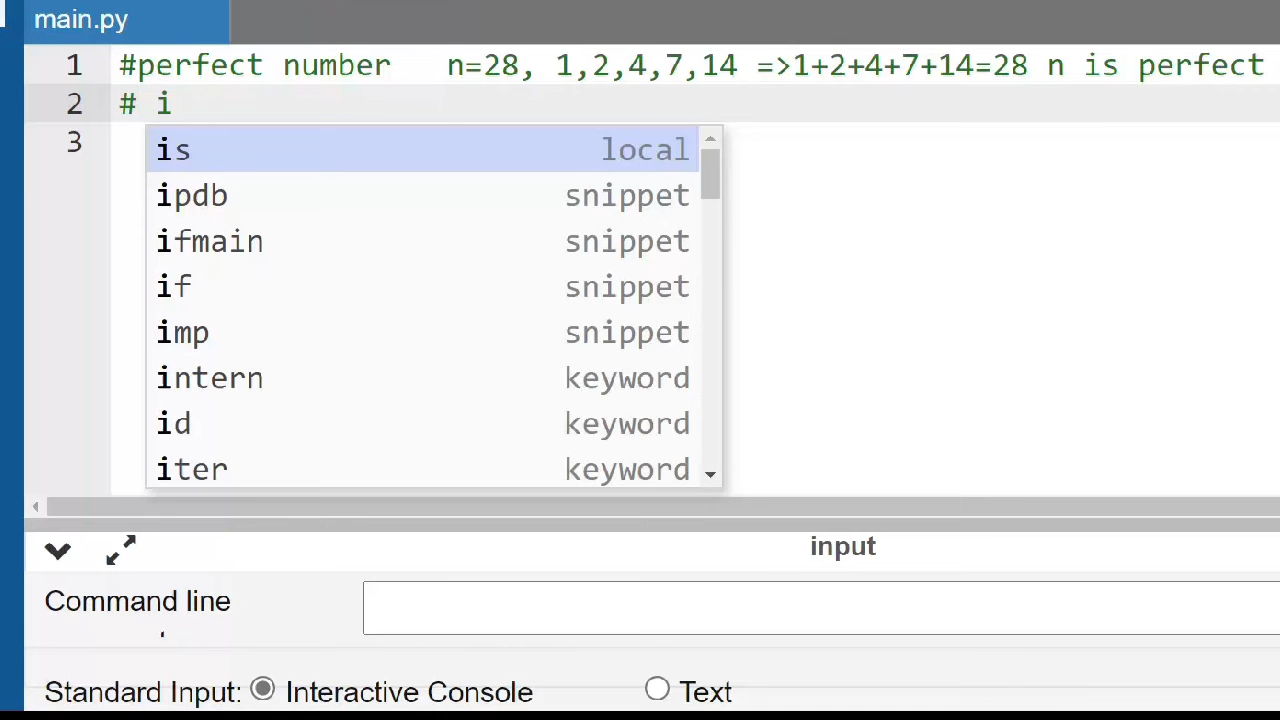 main.py
1 #perfect number   n=28, 1,2,4,7,14 =>1+2+4+7+14=28 n is perfect
2 # i
3
is local
ipdb snippet
ifmain snippet
if snippet
imp snippet
intern keyword
id keyword
iter keyword
input
Command line
Standard Input: Interactive Console Text